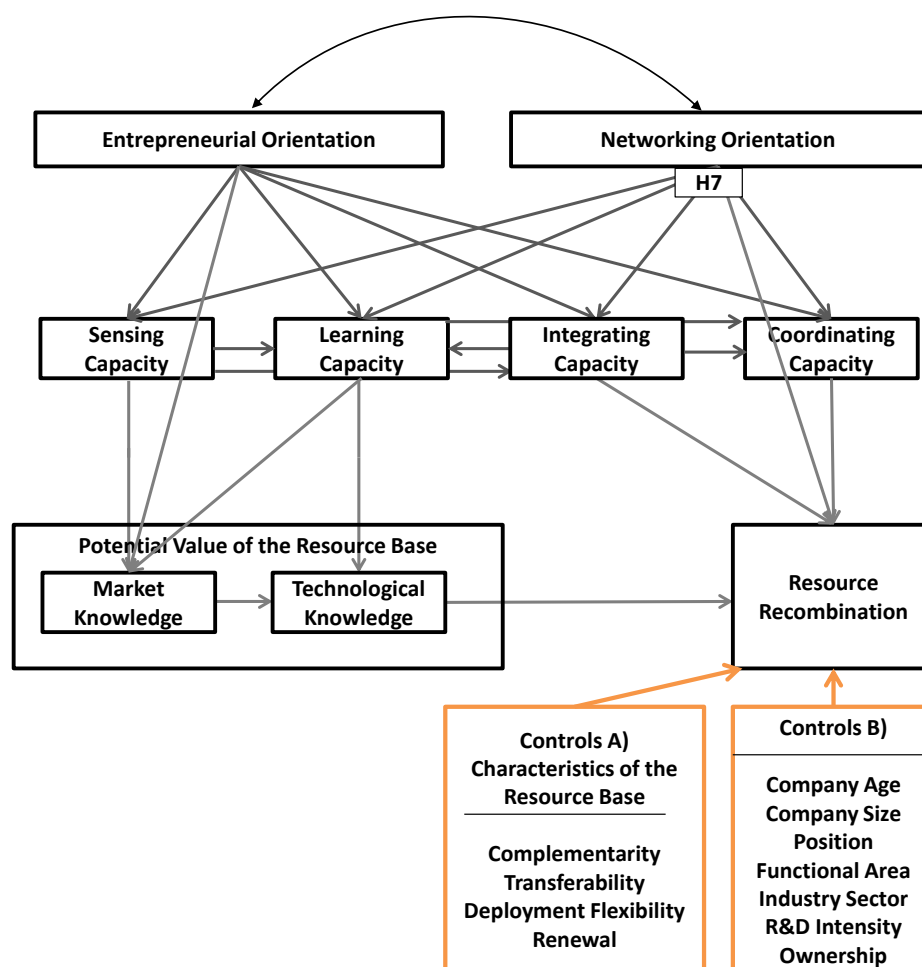 Entrepreneurial Orientation
Networking Orientation
H7
Sensing
Capacity
Learning
Capacity
Integrating
Capacity
Coordinating
Capacity
Potential Value of the Resource Base
Market
Knowledge
Technological
Knowledge
Resource
Recombination
Controls A)
Characteristics of the
Resource Base
Complementarity
Transferability
Deployment Flexibility
Renewal
Controls B)
Company Age
Company Size
Position
Functional Area
Industry Sector
R&D Intensity
Ownership